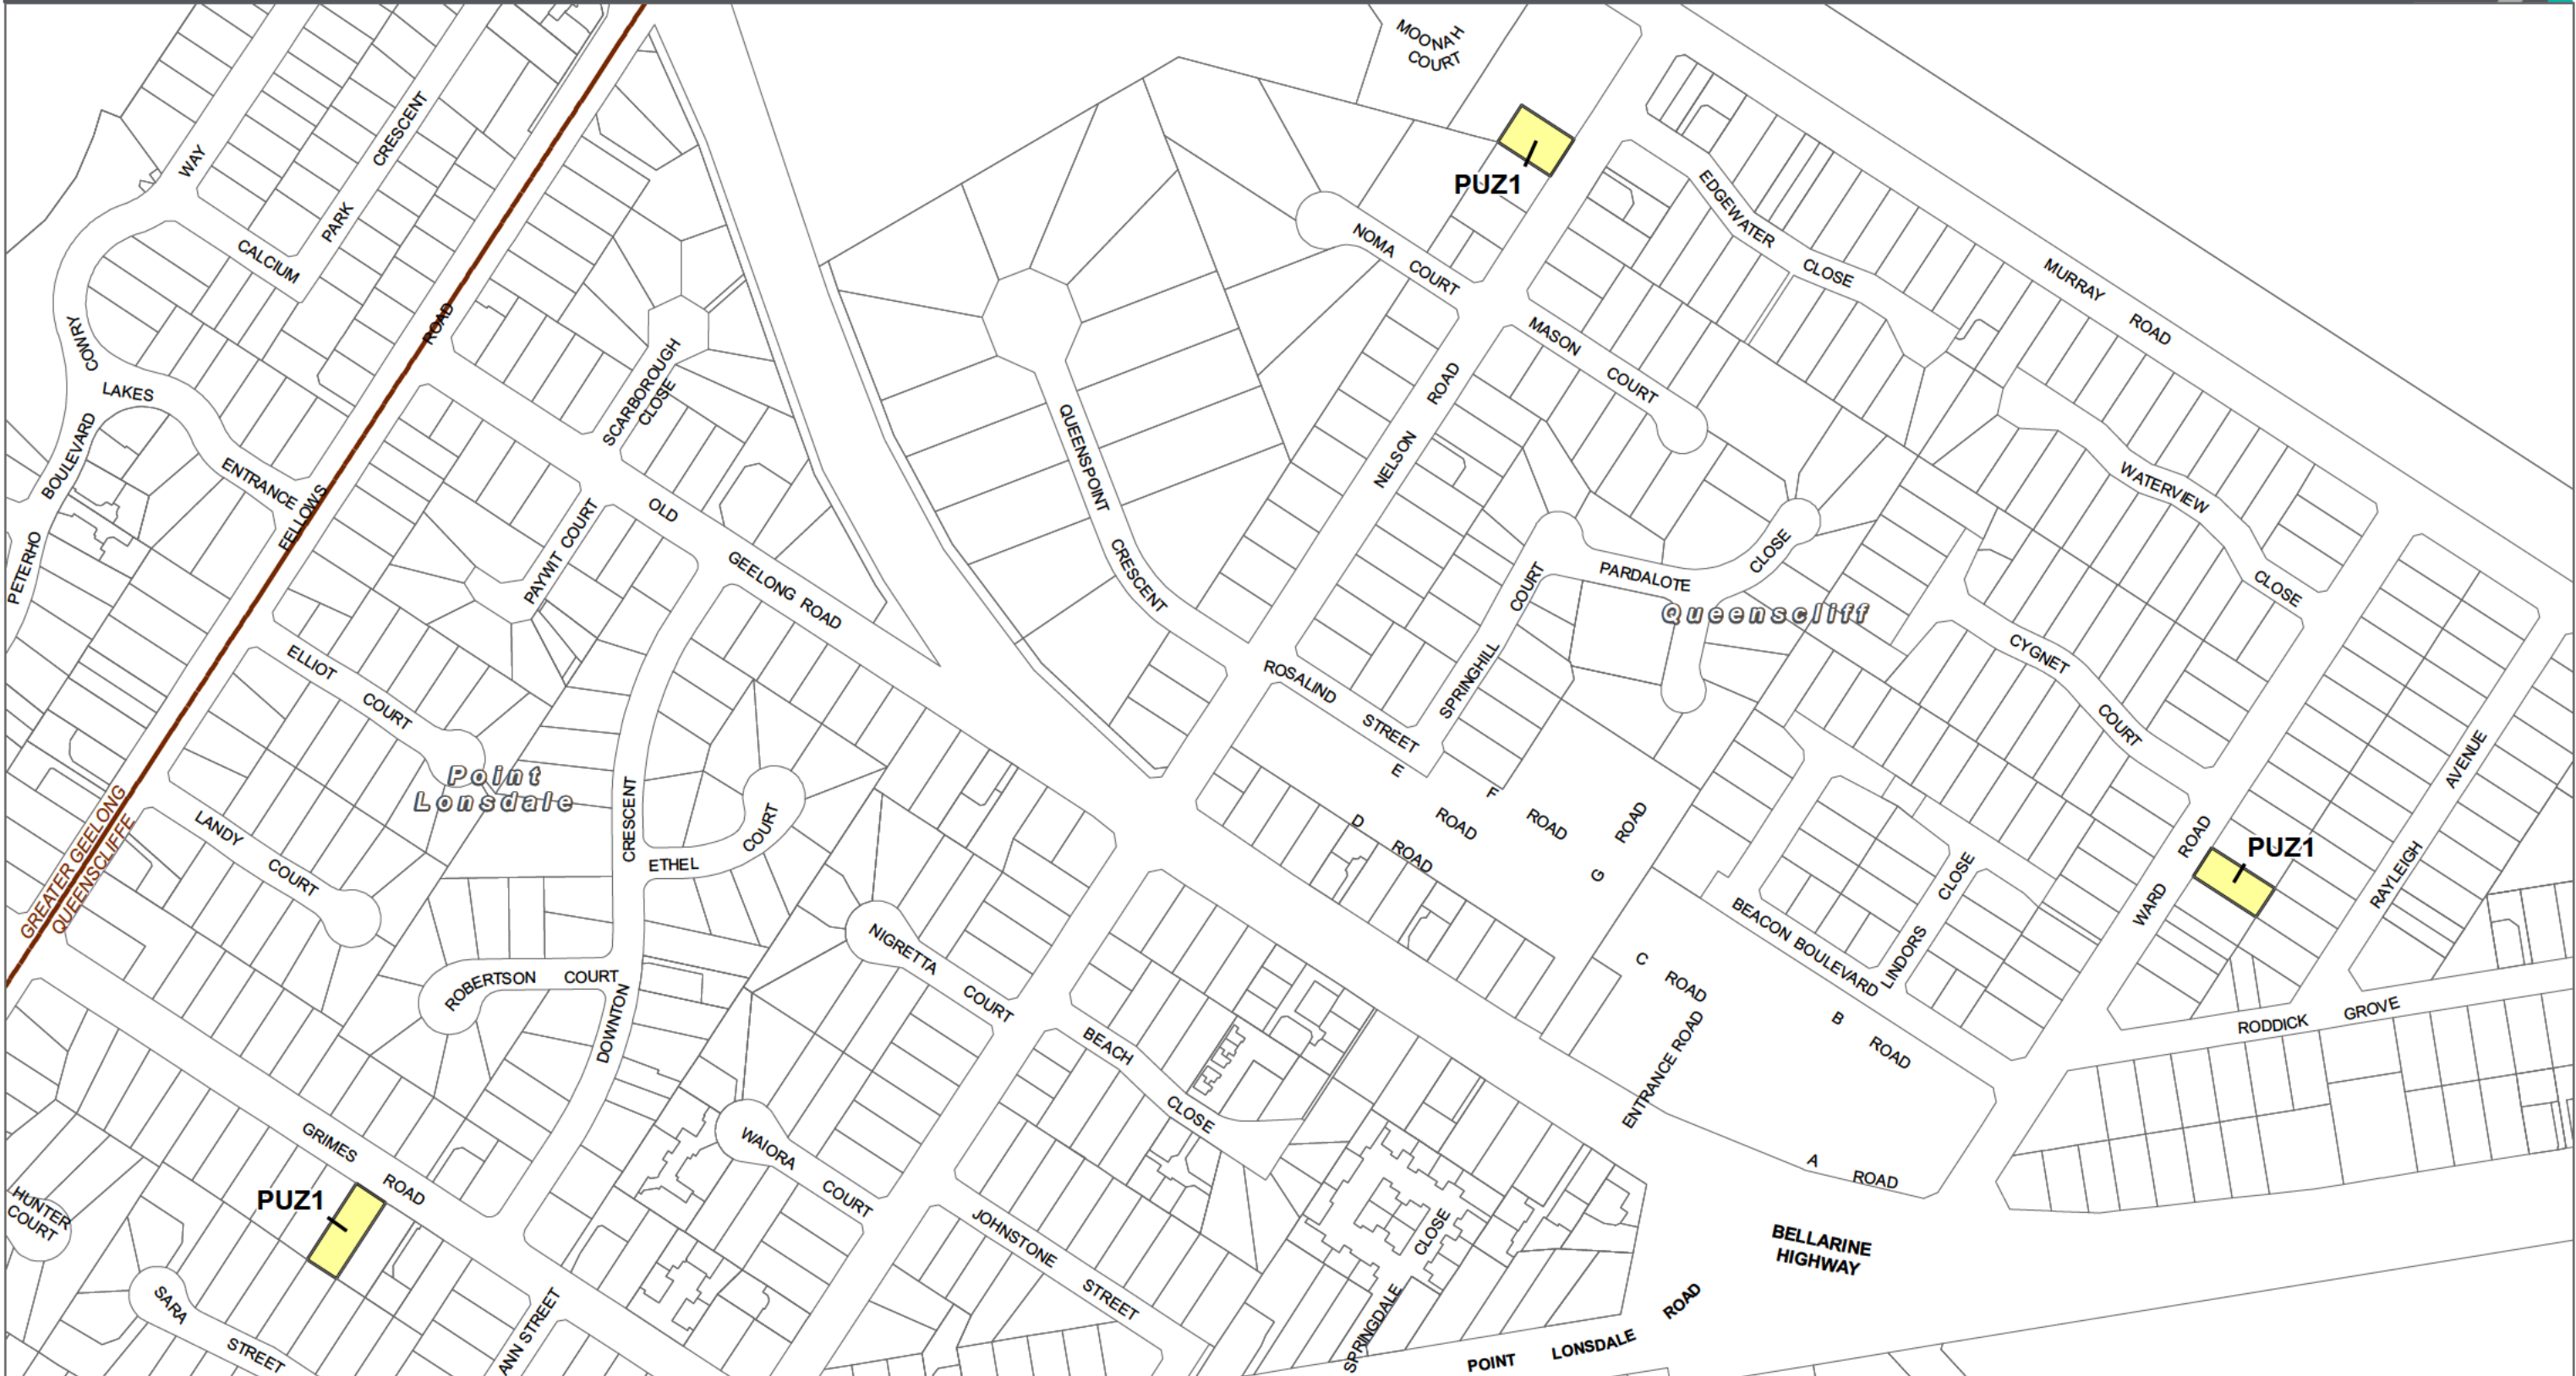 MOONAH
COURT
WAY
PARK CRESCENT
CALCIUM
PUZ1
NOMA COURT
EDGEWATER CLOSE
MURRAY ROAD
COWRY
LAKES
ENTRANCE
BOULEVARD
PETERHO
FELLOWS ROAD
SCARBOROUGH
CLOSE
QUEENSPOINT CRESCENT
NELSON ROAD
MASON COURT
WATERVIEW CLOSE
PAYWIT COURT
OLD GEELONG ROAD
SPRINGHILL COURT
PARDALOTE CLOSE
Queenscliff
CYGNET COURT
ELLIOT COURT
ROSALIND STREET
Point
Lonsdale
GREATER GEELONG
QUEENSCLIFFE
LANDY COURT
DOWNTON CRESCENT
ETHEL COURT
E ROAD
F ROAD
D ROAD
G ROAD
RAYLEIGH AVENUE
WARD ROAD
PUZ1
LINDORS CLOSE
BEACON BOULEVARD
NIGRETTA COURT
ROBERTSON COURT
C ROAD
B ROAD
ENTRANCE ROAD
RODDICK GROVE
BEACH CLOSE
GRIMES ROAD
WAIORA COURT
A ROAD
PUZ1
HUNTER
COURT
JOHNSTONE STREET
SPRINGDALE CLOSE
BELLARINE
HIGHWAY
SARA STREET
ANN STREET
POINT LONSDALE ROAD